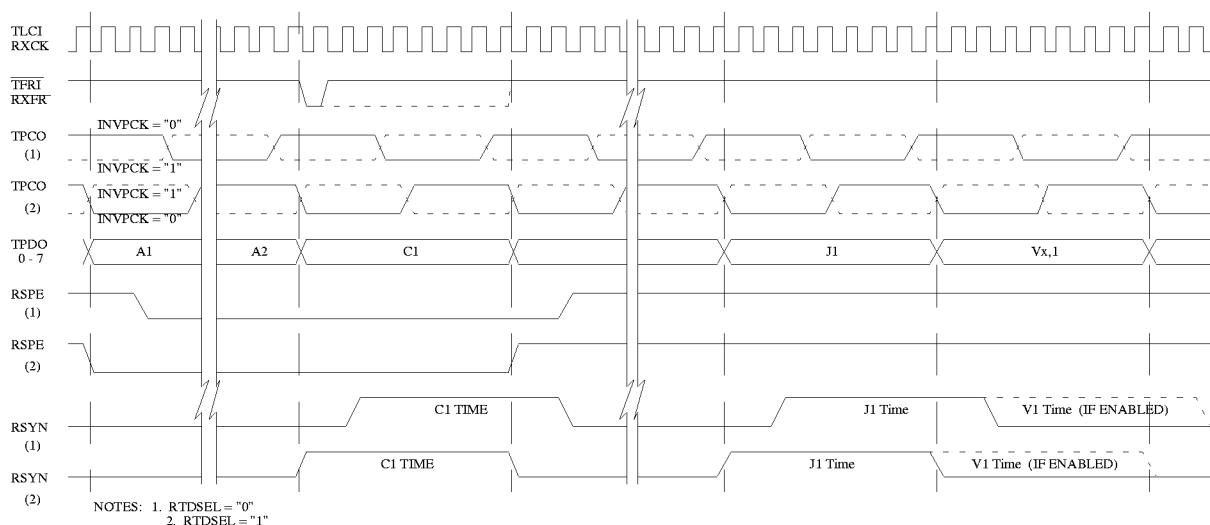 TLCI
RXCK
TFRI
RXFR
INVPCK = "0"
TPCO
(1)
INVPCK = "1"
TPCO
INVPCK = "1"
(2)
INVPCK = "0"
TPDO
0 - 7
A1
A2
C1
J1
Vx,1
RSPE
(1)
RSPE
(2)
C1 TIME
J1 Time
V1 Time (IF ENABLED)
RSYN
(1)
C1 TIME
J1 Time
V1 Time (IF ENABLED)
RSYN
(2)
NOTES: 1. RTDSEL = "0"
2. RTDSEL = "1"